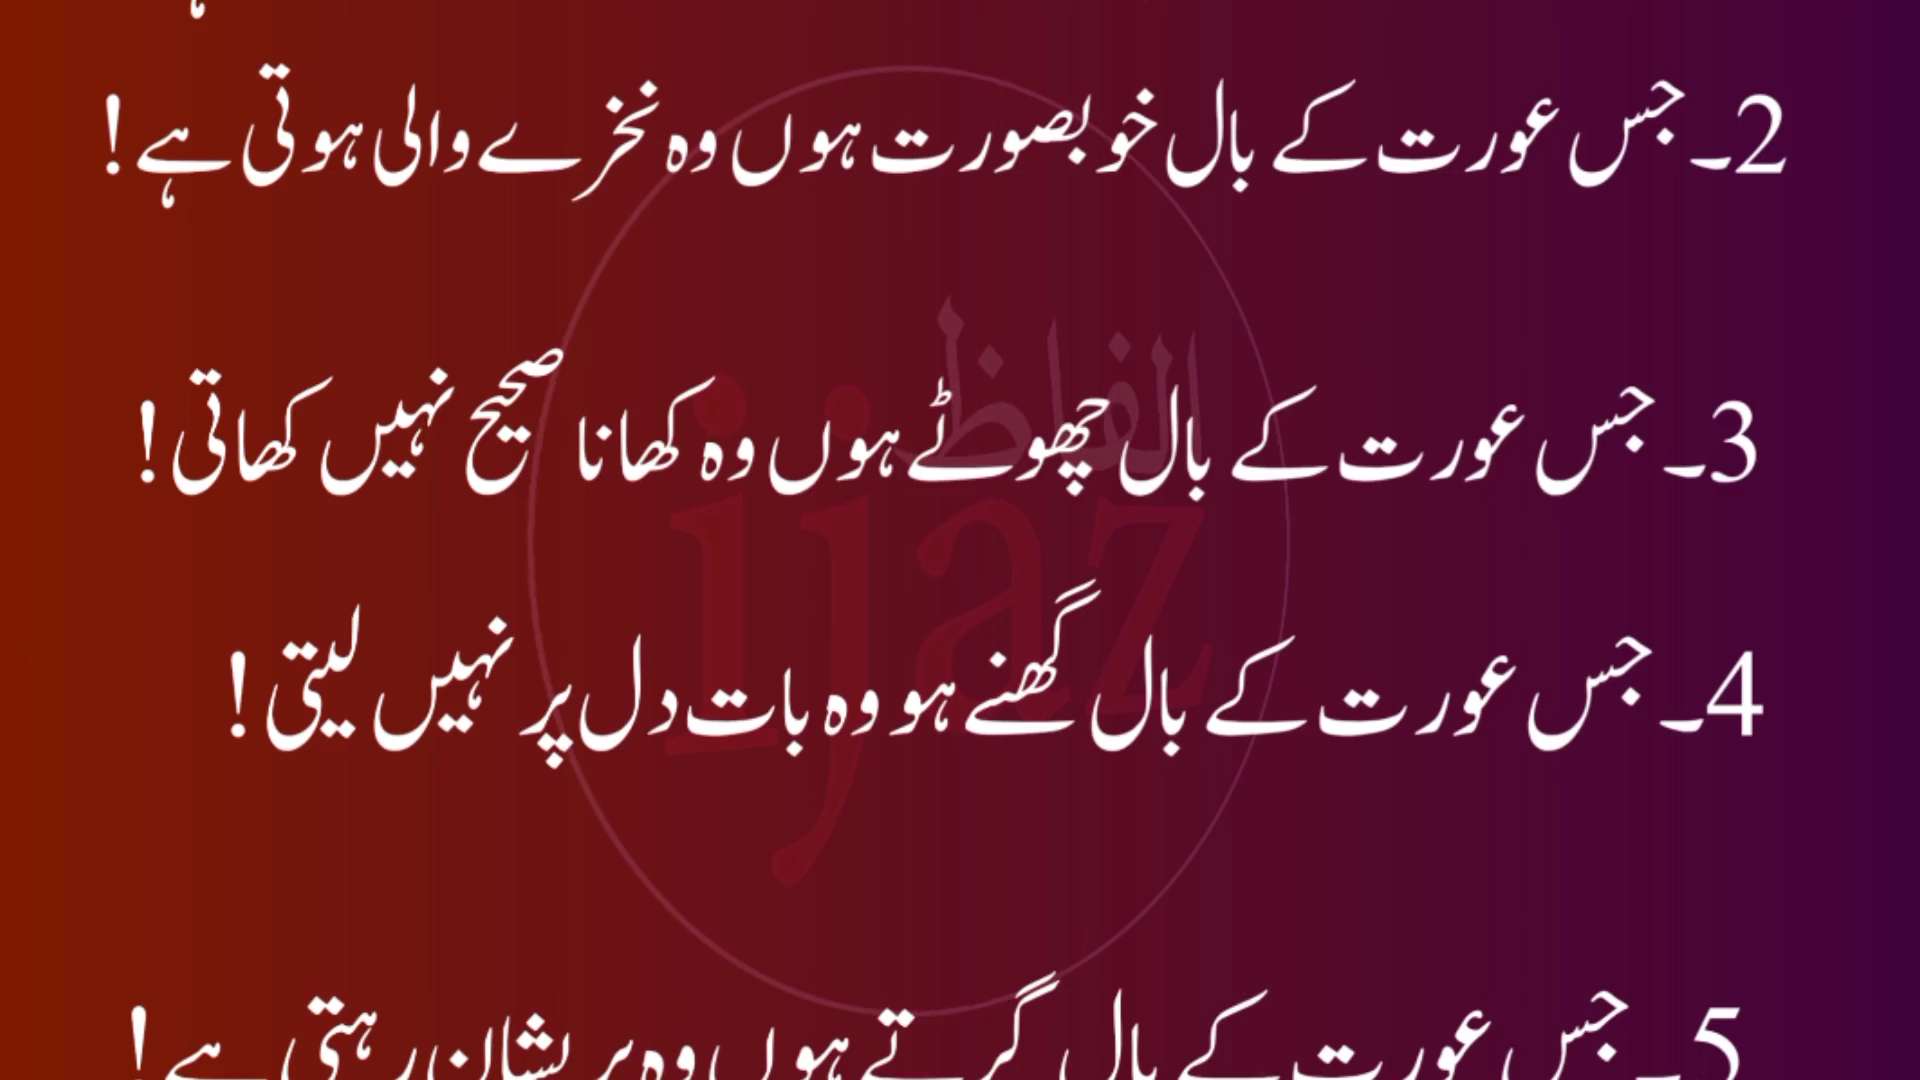 2۔جس عورت کے بال خوبصورت ہوں وہ نخرے والی ہوتی ہے!
3۔جس عورت کے بال چھوٹے ہوں وہ کھانا صحیح نہیں کھاتی!
4۔جس عورت کے بال گھنے ہو وہ بات دل پر نہیں لیتی!
5۔جس عورت کے بال گرتے ہوں وہ پریشان رہتی ہے!
الفاظ
ijaz